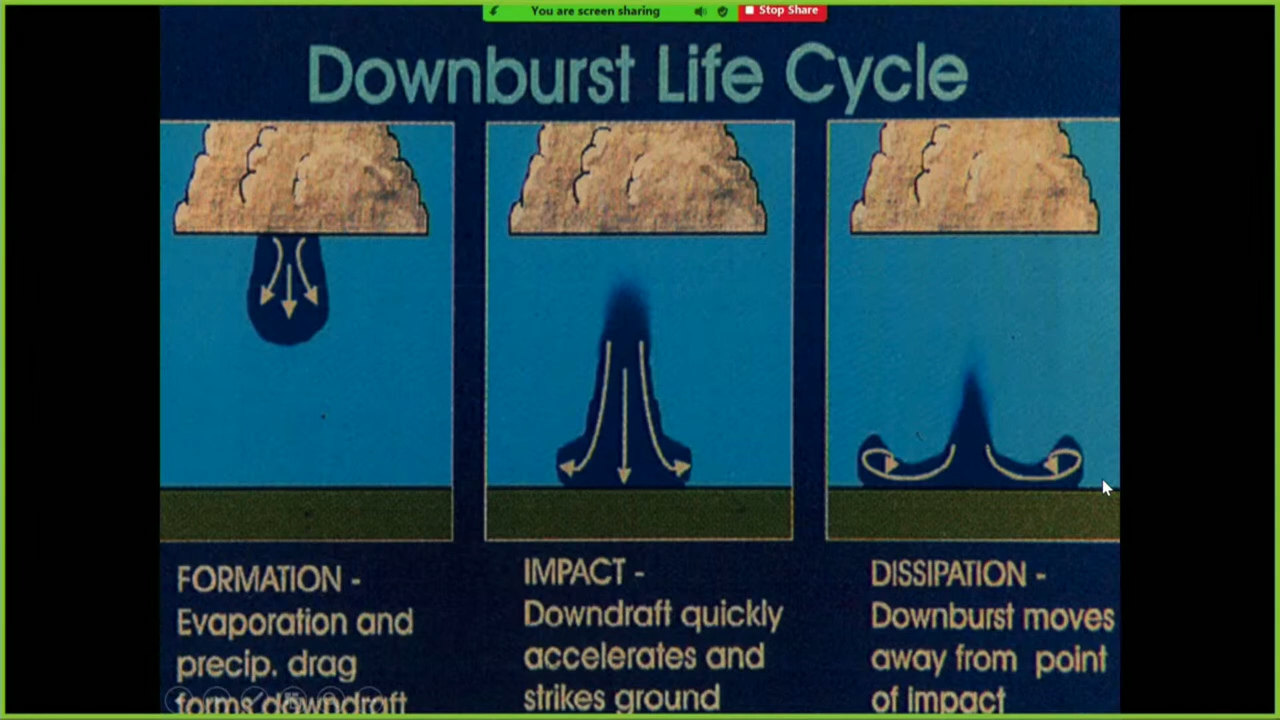 You are screen sharing
Stop Share
Downburst Life Cycle
FORMATION -
Evaporation and
precip. drag
forms downdraft
IMPACT -
Downdraft quickly
accelerates and
strikes ground
DISSIPATION -
Downburst moves
away from point
of impact